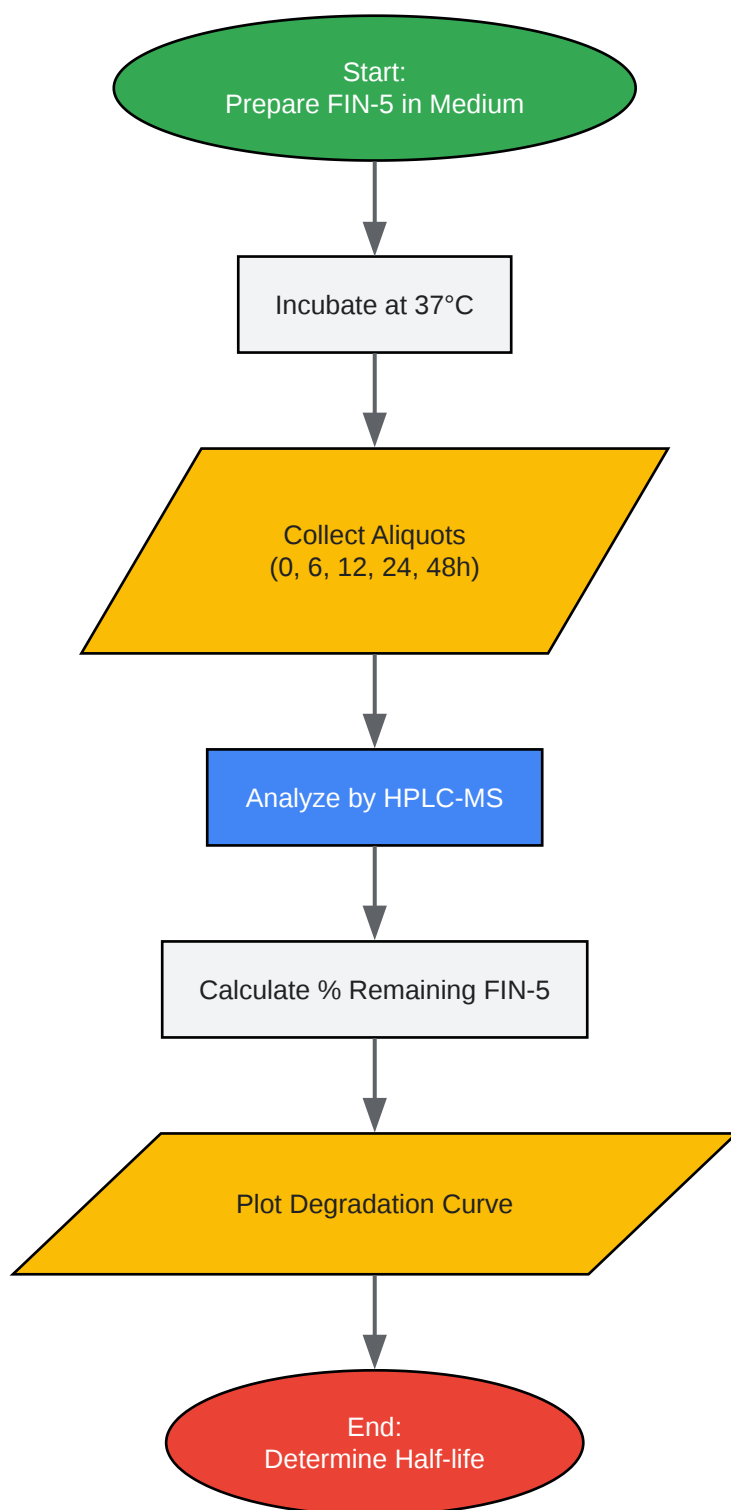 Start:
Prepare FIN-5 in Medium
Incubate at 37°C
Collect Aliquots
(0, 6, 12, 24, 48h)
Analyze by HPLC-MS
Calculate % Remaining FIN-5
Plot Degradation Curve
End:
Determine Half-life